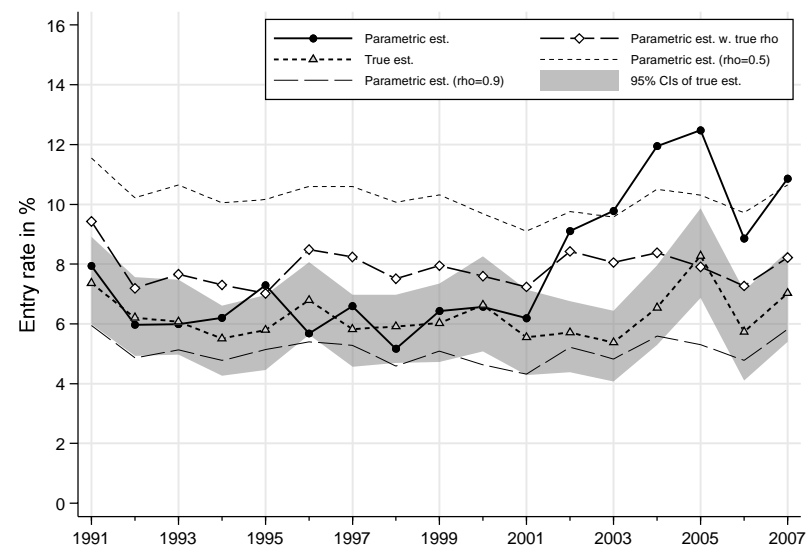 Parametric est.
Parametric est. w. true rho
True est.
Parametric est. (rho=0.5)
Parametric est. (rho=0.9)
95% CIs of true est.
Entry rate in %
16
14
12
10
8
6
4
2
0
1991 1993 1995 1997 1999 2001 2003 2005 2007